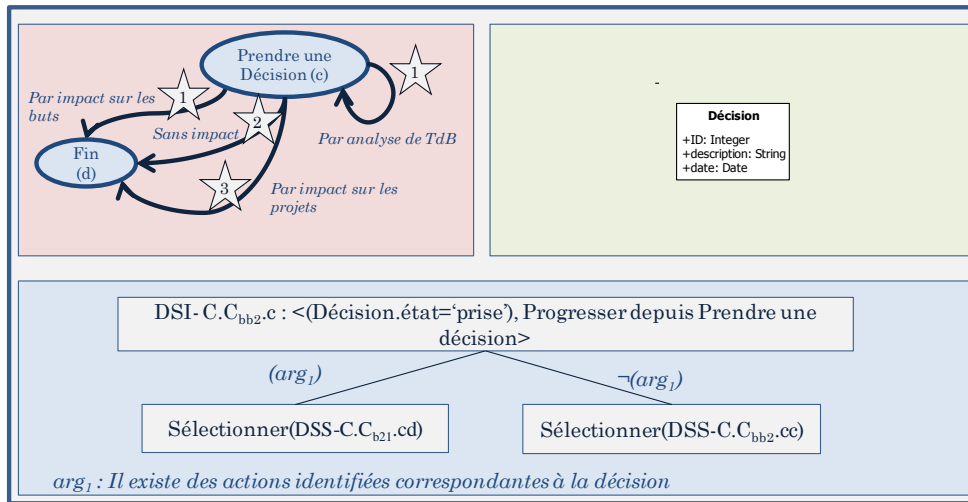 Prendre une
Décision (c)
1
1
Par impact sur les
buts
2
Sans impact
Par analyse de TdB
Fin
(d)
3
Par impact sur les
projets
-
Décision
+ID: Integer
+description: String
+date: Date
DSI- C.Cbb2.c : <(Décision.état=‘prise’), Progresser depuis Prendre une
décision>
(arg1)
¬(arg1)
Sélectionner(DSS-C.Cb21.cd)
Sélectionner(DSS-C.Cbb2.cc)
arg1 : Il existe des actions identifiées correspondantes à la décision